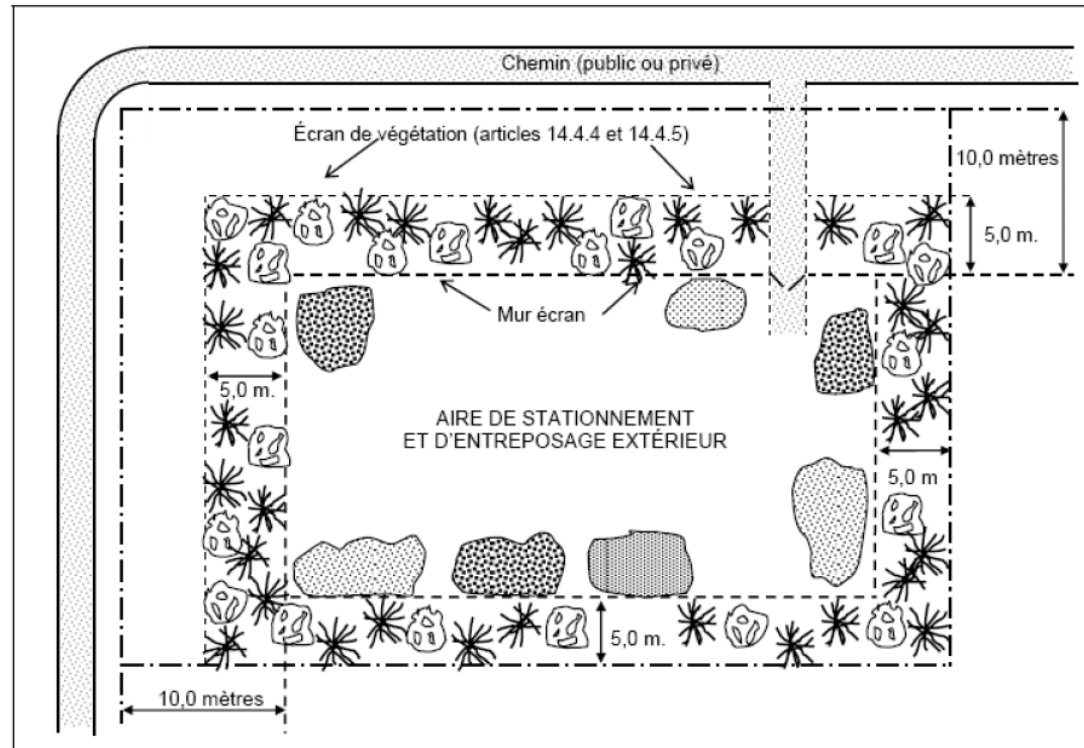 Chemin (public ou privé)
Écran de végétation (articles 14.4.4 et 14.4.5)
10,0 mètres
5,0 m.
Mur écran
5,0 m.
AIRE DE STATIONNEMENT
ET D'ENTREPOSAGE EXTÉRIEUR
5,0 m
5,0 m.
10,0 mètres